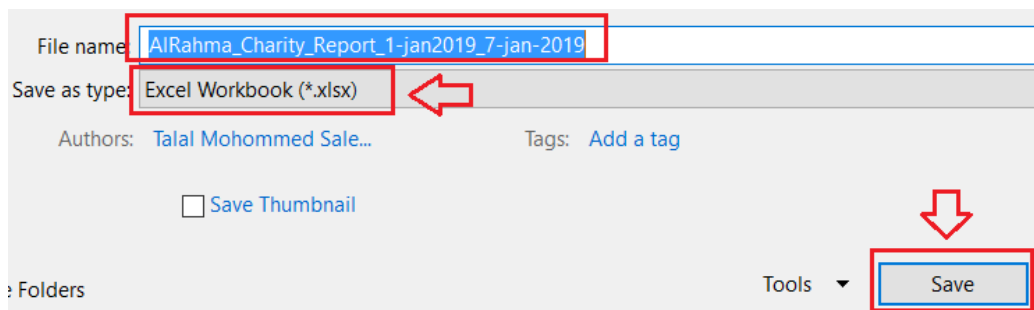 File name: AlRahma_Charity_Report_1-jan2019_7-jan-2019
Save as type: Excel Workbook (*.xlsx)
Authors: Talal Mohommed Sale... Tags: Add a tag
Save Thumbnail
e Folders Tools Save